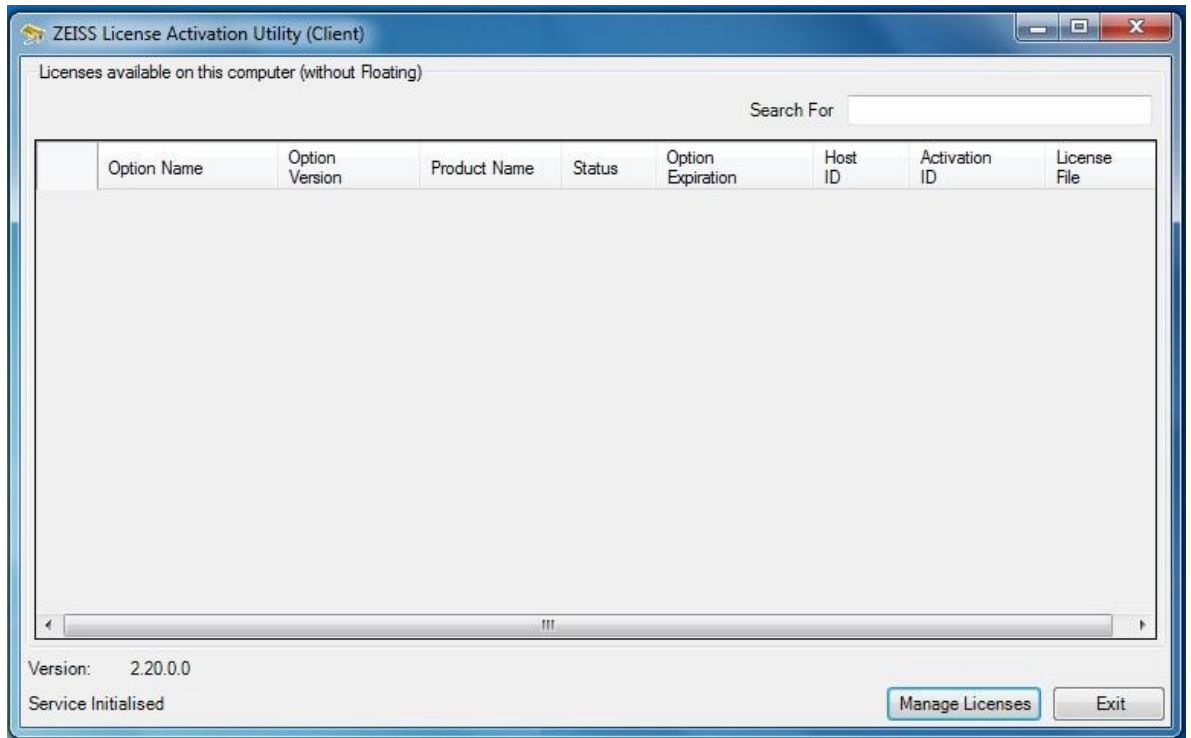 ZEISS License Activation Utility (Client)
Licenses available on this computer (without Floating)
Search For
Option Name
Option
Version
Product Name
Status
Option
Expiration
Host
ID
Activation
ID
License
File
Version: 2.20.0.0
Service Initialised
Manage Licenses
Exit